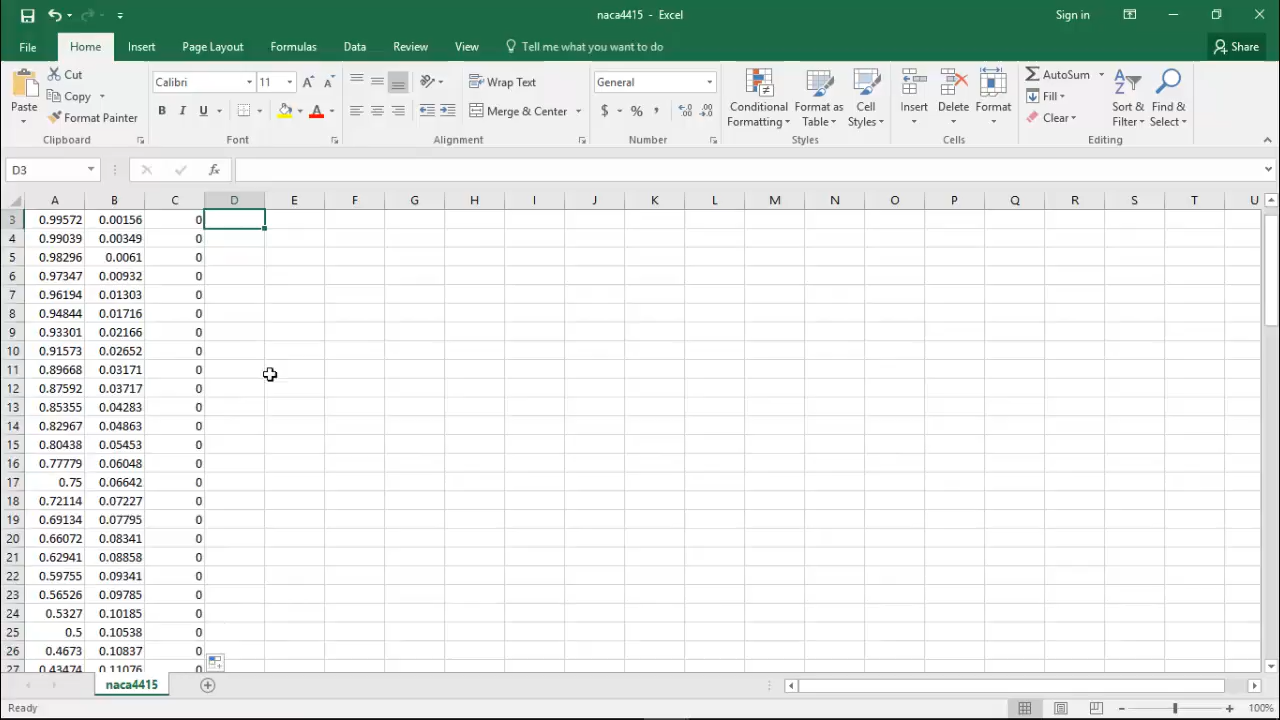 naca4415 - Excel
Sign in
File Home Insert Page Layout Formulas Data Review View Tell me what you want to do Share
Paste
Cut
Copy
Format Painter
Clipboard
Calibri 11
B I U
Font
Wrap Text
Merge & Center
Alignment
General
$ % ,
Number
Conditional Formatting
Format as Table
Cell Styles
Styles
Insert Delete Format
Cells
AutoSum
Fill
Clear
Sort & Filter
Find & Select
Editing
D3 fx
A B C D E F G H I J K L M N O P Q R S T U
3 0.99572 0.00156 0
4 0.99039 0.00349 0
5 0.98296 0.0061 0
6 0.97347 0.00932 0
7 0.96194 0.01303 0
8 0.94844 0.01716 0
9 0.93301 0.02166 0
10 0.91573 0.02652 0
11 0.89668 0.03171 0
12 0.87592 0.03717 0
13 0.85355 0.04283 0
14 0.82967 0.04863 0
15 0.80438 0.05453 0
16 0.77779 0.06048 0
17 0.75 0.06642 0
18 0.72114 0.07227 0
19 0.69134 0.07795 0
20 0.66072 0.08341 0
21 0.62941 0.08858 0
22 0.59755 0.09341 0
23 0.56526 0.09785 0
24 0.5327 0.10185 0
25 0.5 0.10538 0
26 0.4673 0.10837 0
27 0.43474 0.11076 0
naca4415
Ready
100%